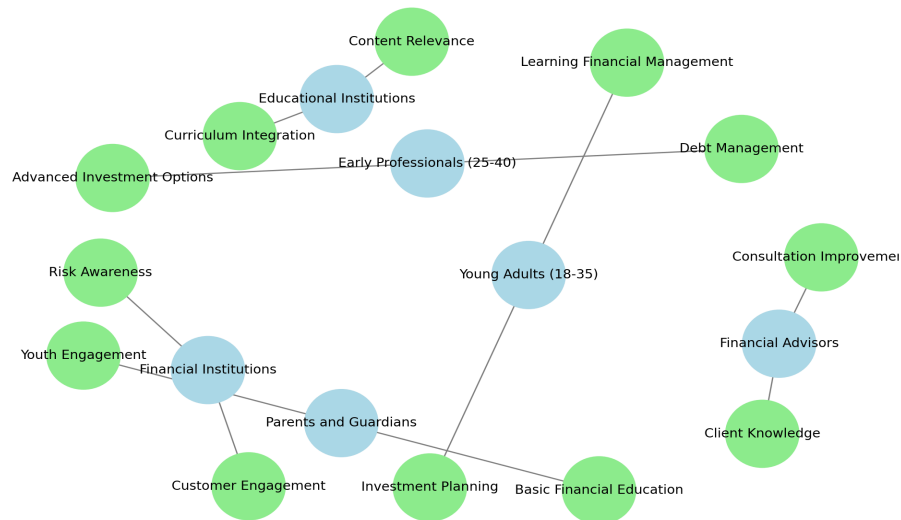 Content Relevance
Learning Financial Management
Educational Institutions
Curriculum Integration
Debt Management
Early Professionals (25-40)
Advanced Investment Options
Consultation Improvemen
Risk Awareness
Young Adults (18-35)
Financial Advisors
Youth Engagement
Financial Institutions
Parents and Guardians
Client Knowledge
Customer Engagement
Investment Planning
Basic Financial Education